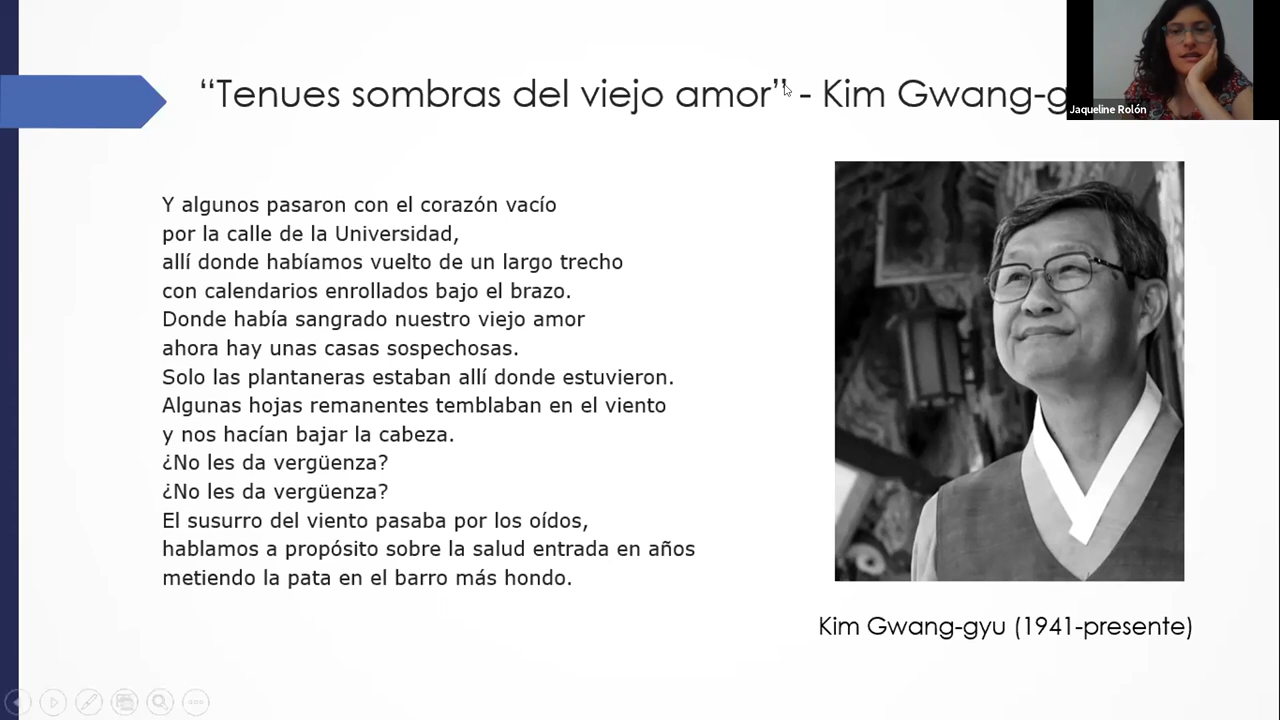 “Tenues sombras del viejo amor” - Kim Gwang-g
Jaqueline Rolón
Y algunos pasaron con el corazón vacío
por la calle de la Universidad,
allí donde habíamos vuelto de un largo trecho
con calendarios enrollados bajo el brazo.
Donde había sangrado nuestro viejo amor
ahora hay unas casas sospechosas.
Solo las plantaneras estaban allí donde estuvieron.
Algunas hojas remanentes temblaban en el viento
y nos hacían bajar la cabeza.
¿No les da vergüenza?
¿No les da vergüenza?
El susurro del viento pasaba por los oídos,
hablamos a propósito sobre la salud entrada en años
metiendo la pata en el barro más hondo.
Kim Gwang-gyu (1941-presente)